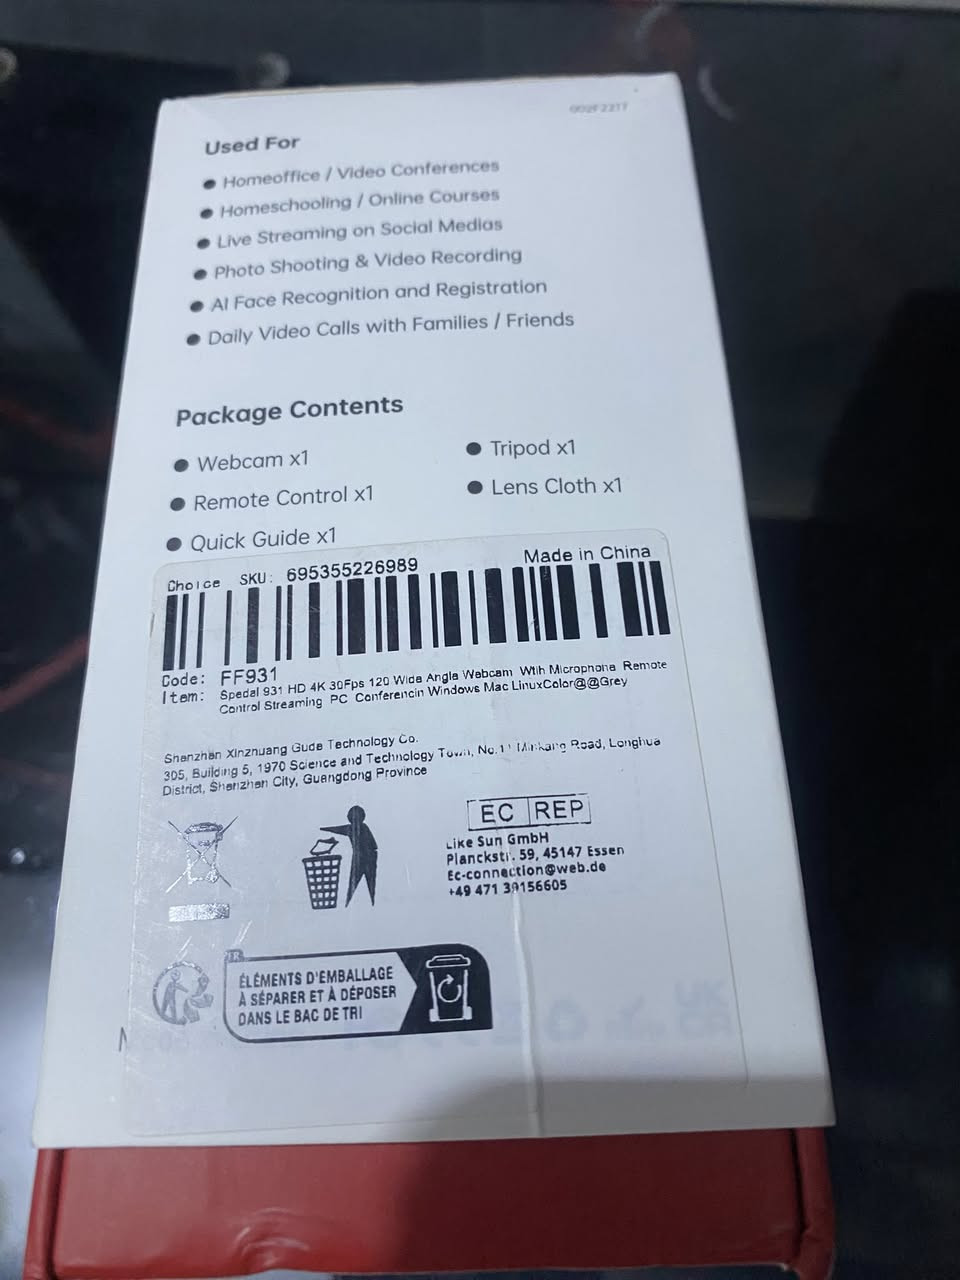 Used For
● Homeoffice / Video Conferences
● Homeschooling / Online Courses
● Live Streaming on Social Medias
● Photo Shooting & Video Recording
● AI Face Recognition and Registration
● Daily Video Calls with Families / Friends
Package Contents
● Webcam x1
● Tripod x1
● Remote Control x1
● Lens Cloth x1
● Quick Guide x1
Choice SKU: 695355226989 Made in China
Code: FF931
Item: Spedal 931 HD 4K 30Fps 120 Wide Angle Webcam With Microphone Remote
Control Streaming PC Conferencin Windows Mac LinuxColor@@Grey
Shenzhen Xinzhuang Gude Technology Co.
305, Building 5, 1970 Science and Technology Town, Road, Longhua
District, Shenzhen City, Guangdong Province
EC REP
Like Sun GmbH
Planckstr. 59, 45147 Essen
Ec-connection@web.de
+49 471
FR
ÉLÉMENTS D'EMBALLAGE
À SÉPARER ET À DÉPOSER
DANS LE BAC DE TRI